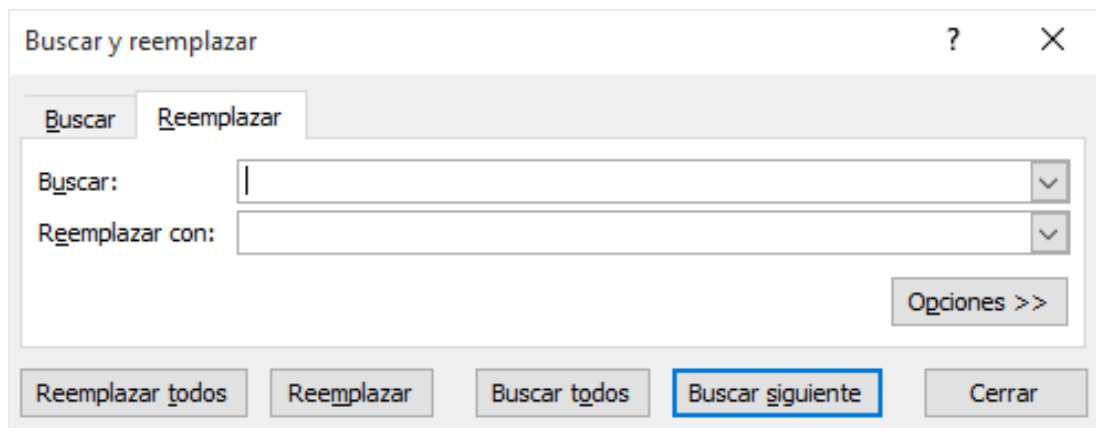 Buscar y reemplazar ?
Buscar Reemplazar
Buscar:
Reemplazar con:
Opciones >>
Reemplazar todos Reemplazar Buscar todos Buscar siguiente Cerrar